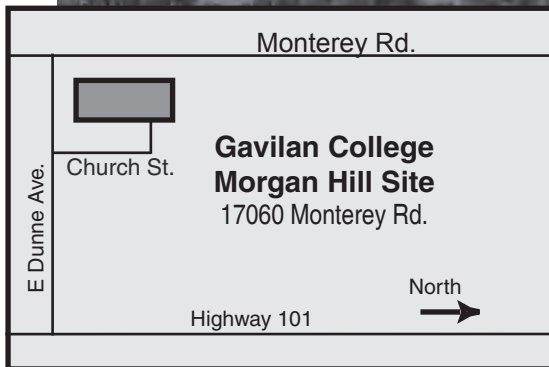 Monterey Rd.
Church St.
E Dunne Ave.
Gavilan College
Morgan Hill Site
17060 Monterey Rd.
North
Highway 101